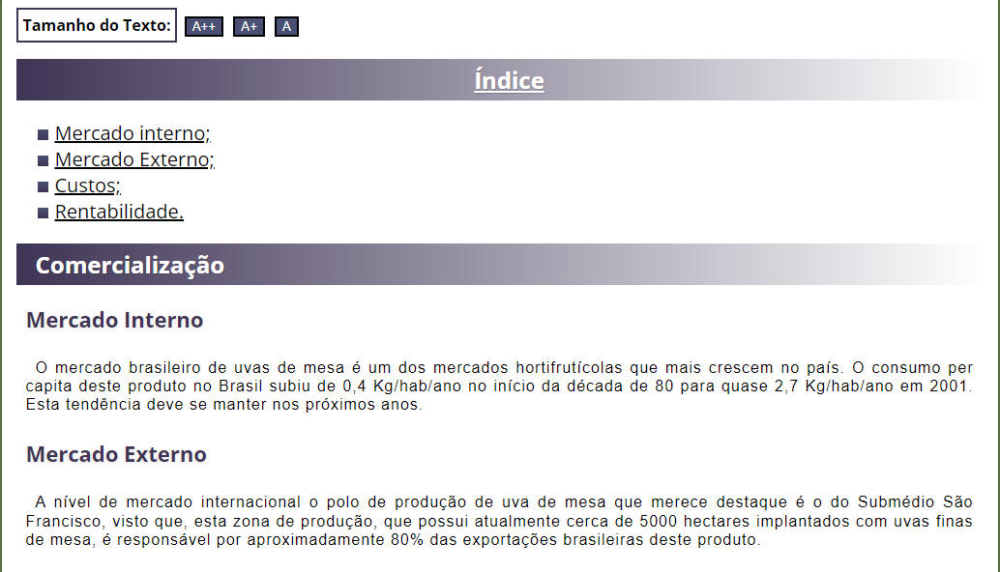 Tamanho do Texto: A++ A+ A
Índice
Mercado interno;
Mercado Externo;
Custos;
Rentabilidade.
Comercialização
Mercado Interno
O mercado brasileiro de uvas de mesa é um dos mercados hortifrutícolas que mais crescem no país. O consumo per
capita deste produto no Brasil subiu de 0,4 Kg/hab/ano no início da década de 80 para quase 2,7 Kg/hab/ano em 2001.
Esta tendência deve se manter nos próximos anos.
Mercado Externo
A nível de mercado internacional o polo de produção de uva de mesa que merece destaque é o do Submédio São
Francisco, visto que, esta zona de produção, que possui atualmente cerca de 5000 hectares implantados com uvas finas
de mesa, é responsável por aproximadamente 80% das exportações brasileiras deste produto.